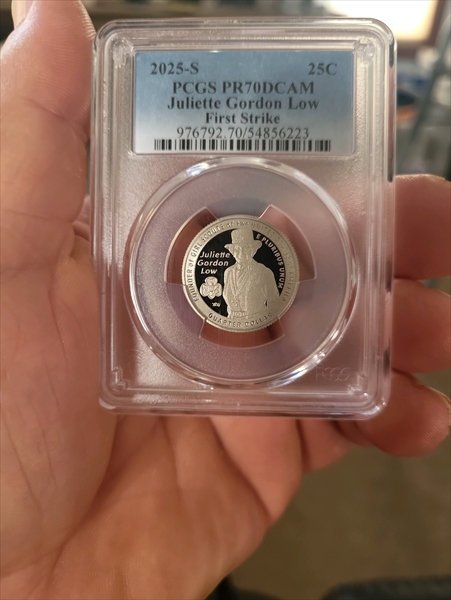 2025-S 25C
PCGS PR70DCAM
Juliette Gordon Low
First Strike
976792.70/54856223
E PLURIBUS UNUM
Juliette
Gordon
Low
QUARTER DOLLAR